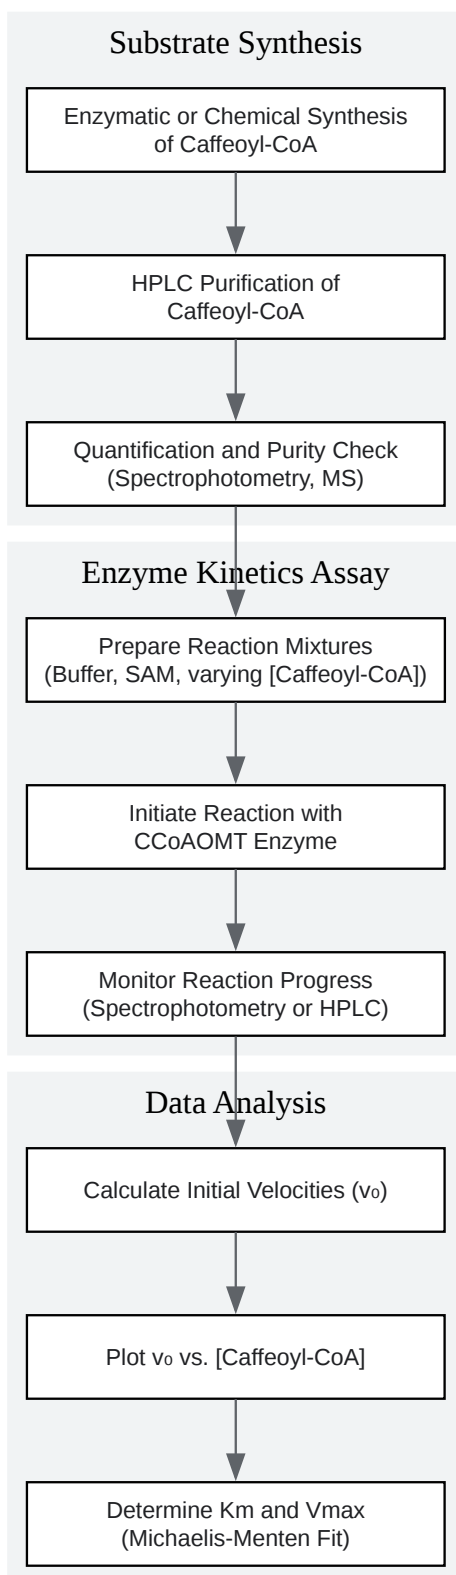 Substrate Synthesis
Enzymatic or Chemical Synthesis
of Caffeoyl-CoA
HPLC Purification of
Caffeoyl-CoA
Quantification and Purity Check
(Spectrophotometry, MS)
Enzyme Kinetics Assay
Prepare Reaction Mixtures
(Buffer, SAM, varying [Caffeoyl-CoA])
Initiate Reaction with
CCoAOMT Enzyme
Monitor Reaction Progress
(Spectrophotometry or HPLC)
Data Analysis
Calculate Initial Velocities (v₀)
Plot v₀ vs. [Caffeoyl-CoA]
Determine Km and Vmax
(Michaelis-Menten Fit)